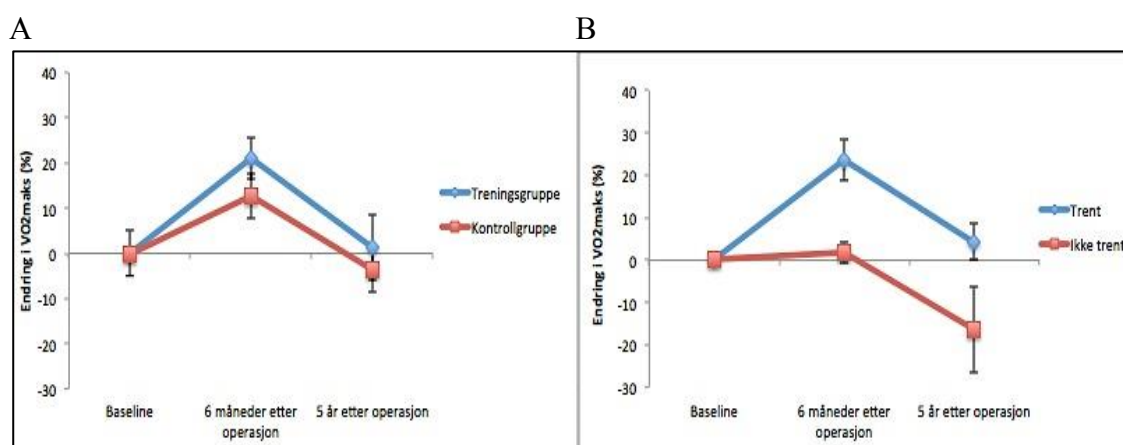 A
B
Endring i VO2maks (%)
40
30
20
10
0
-10
-20
-30
Baseline
6 måneder etter operasjon
5 år etter operasjon
Treningsgruppe
Kontrollgruppe
Endring i VO2maks (%)
40
30
20
10
0
-10
-20
-30
Baseline
6 måneder etter
operasjon
5 år etter operasjon
Trent
Ikke trent